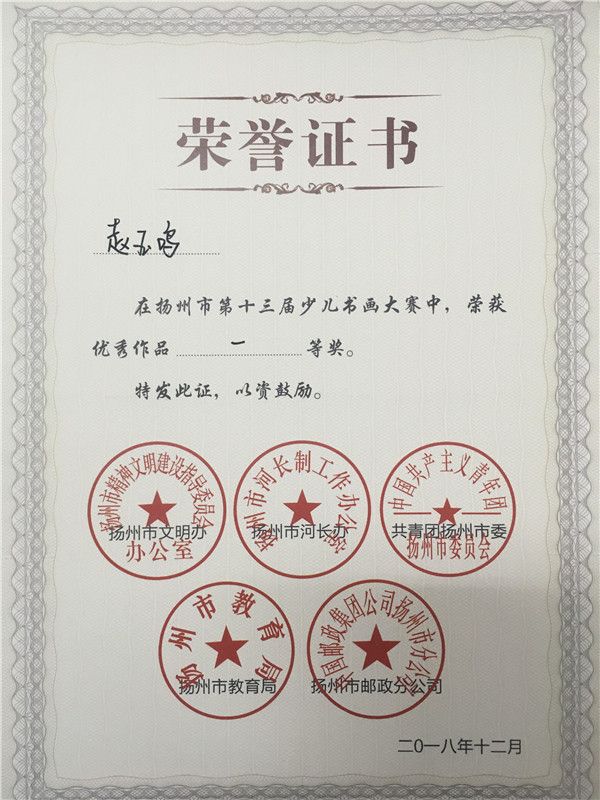 荣誉证书
赵玉鸣
在扬州市第十三届少儿书画大赛中，荣获
优秀作品 一 等奖。
特发此证，以资鼓励。
扬州市精神文明建设指导委员会
办公室
扬州市文明办
扬州市河长制工作办公室
扬州市河长办
中国共产主义青年团
扬州市委员会
共青团扬州市委
扬州市教育局
扬州市教育局
中国邮政集团公司扬州市分公司
扬州市邮政分公司
二〇一八年十二月